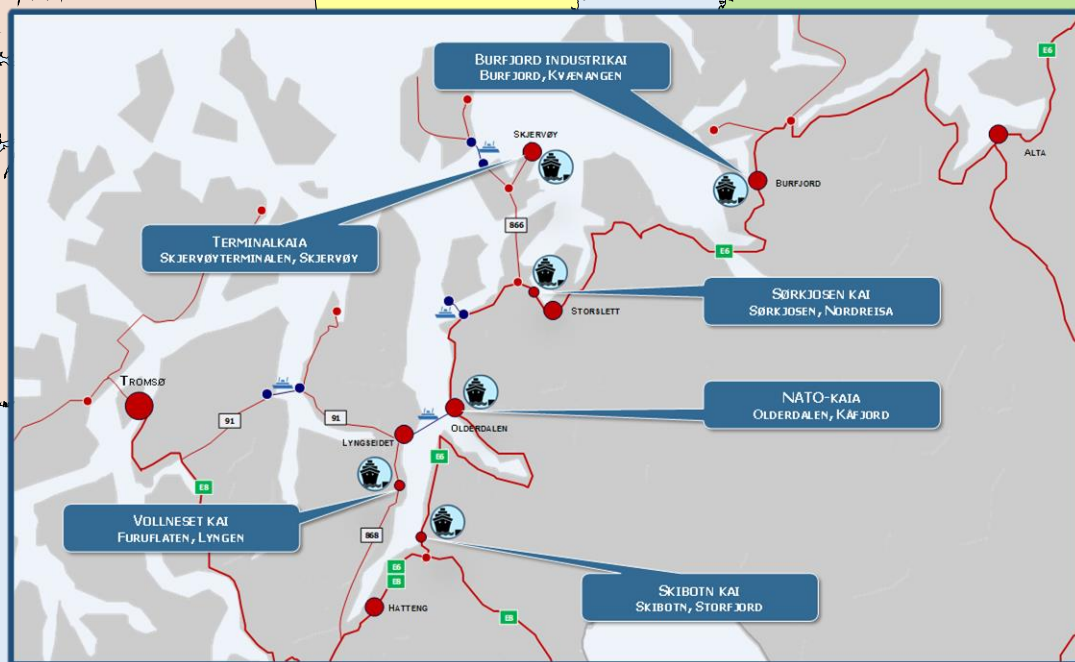 BURFJORD INDUSTRIKAI
BURFJORD, KVÆNANGEN
E6
SKJERVØY
ALTA
BURFJORD
866
TERMINALKAIA
SKJERVØYTERMINALEN, SKJERVØY
E6
SØRKJOSEN KAI
SØRKJOSEN, NORDREISA
STORSLETT
TROMSØ
NATO-KAIA
OLDERDALEN, KÅFJORD
91
91
OLDERDALEN
LYNGSEIDET
E6
E8
VOLLNESET KAI
FURUFLATEN, LYNGEN
868
E6
E8
SKIBOTN KAI
SKIBOTN, STORFJORD
HATTENG
E8